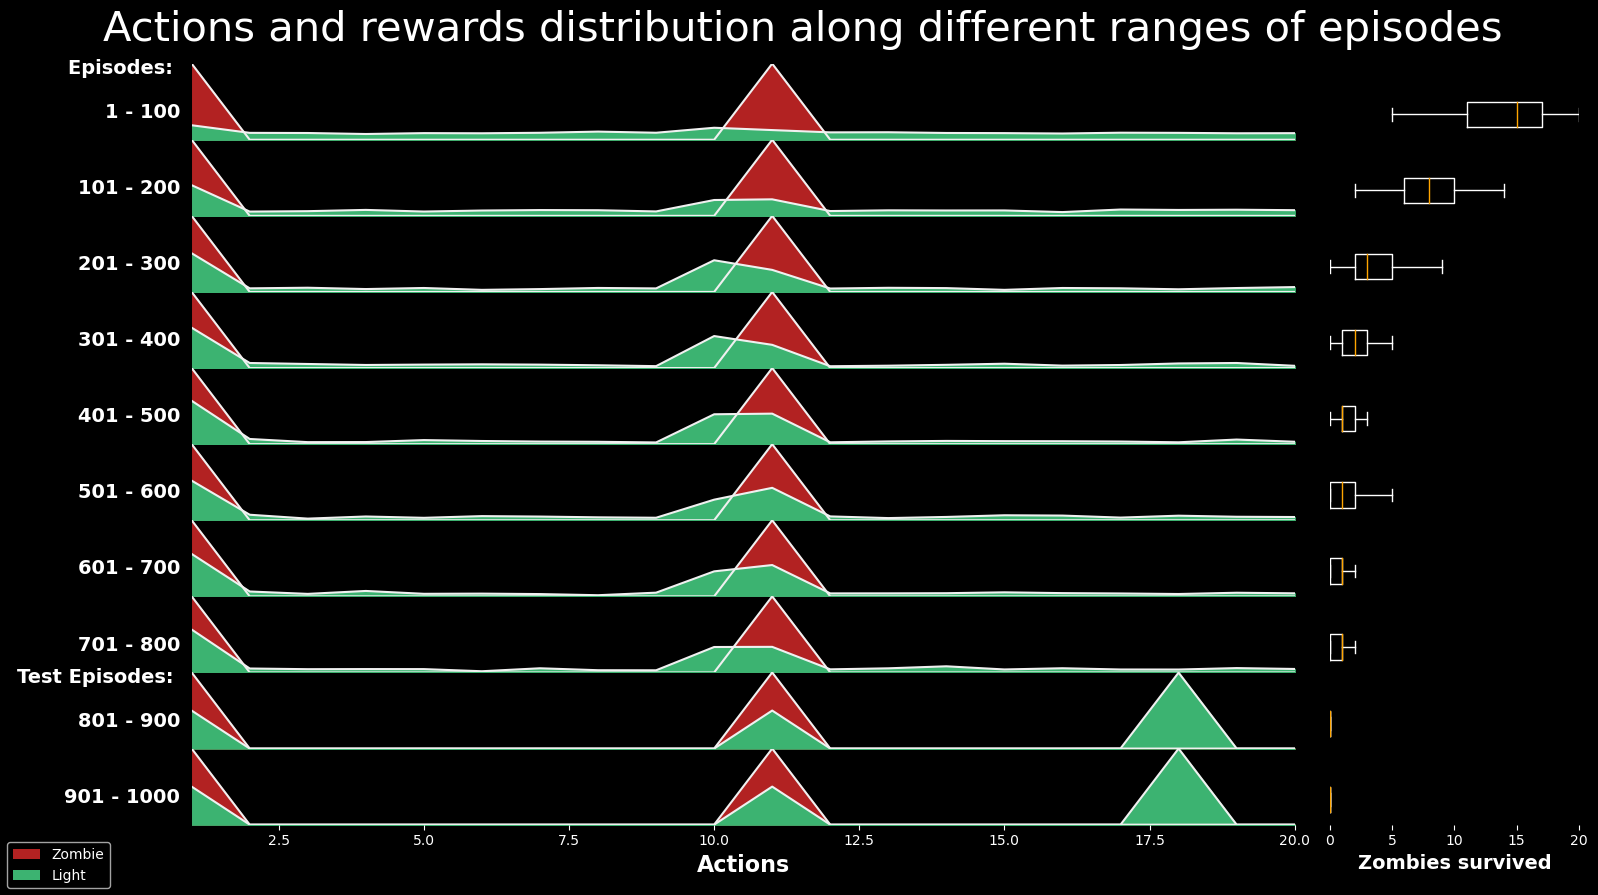 Actions and rewards distribution along different ranges of episodes
Episodes:
1 - 100
101 - 200
201 - 300
301 - 400
401 - 500
501 - 600
601 - 700
701 - 800
Test Episodes:
801 - 900
901 - 1000
2.5 5.0 7.5 10.0 12.5 15.0 17.5 20.0
0 5 10 15 20
Actions
Zombies survived
Zombie
Light